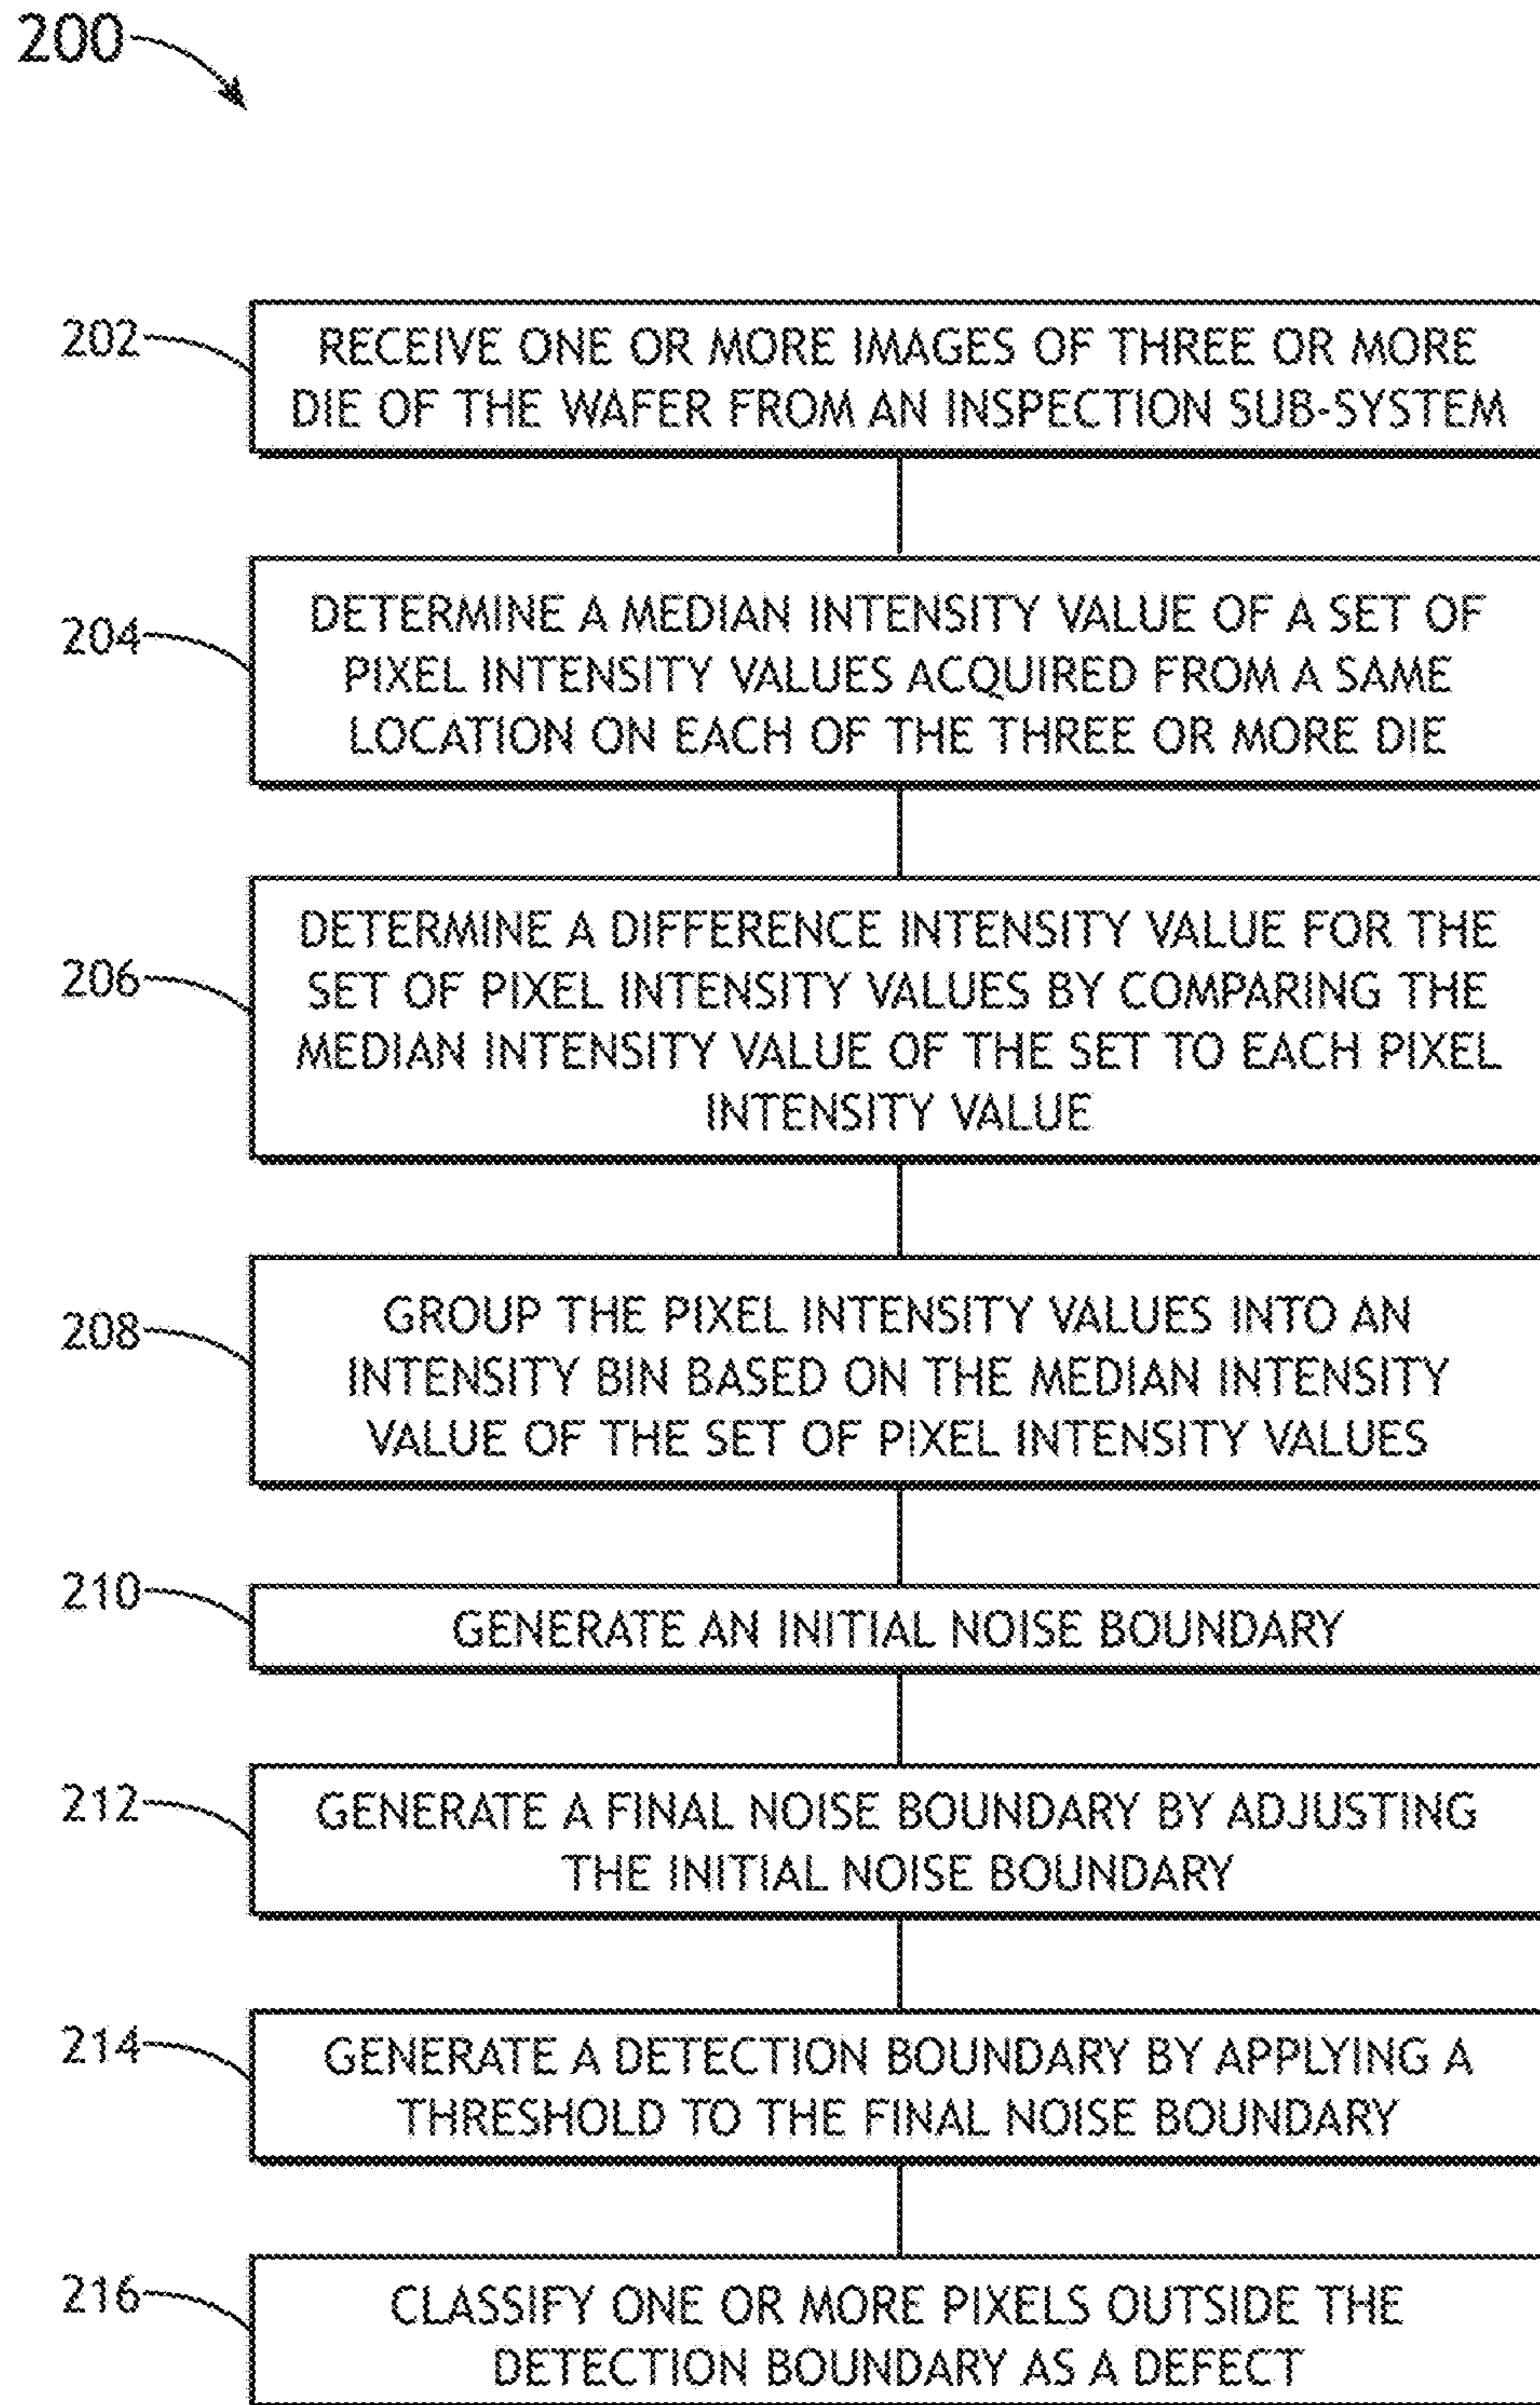 200
202
RECEIVE ONE OR MORE IMAGES OF THREE OR MORE
DIE OF THE WAFER FROM AN INSPECTION SUB-SYSTEM
204
DETERMINE A MEDIAN INTENSITY VALUE OF A SET OF
PIXEL INTENSITY VALUES ACQUIRED FROM A SAME
LOCATION ON EACH OF THE THREE OR MORE DIE
206
DETERMINE A DIFFERENCE INTENSITY VALUE FOR THE
SET OF PIXEL INTENSITY VALUES BY COMPARING THE
MEDIAN INTENSITY VALUE OF THE SET TO EACH PIXEL
INTENSITY VALUE
208
GROUP THE PIXEL INTENSITY VALUES INTO AN
INTENSITY BIN BASED ON THE MEDIAN INTENSITY
VALUE OF THE SET OF PIXEL INTENSITY VALUES
210
GENERATE AN INITIAL NOISE BOUNDARY
212
GENERATE A FINAL NOISE BOUNDARY BY ADJUSTING
THE INITIAL NOISE BOUNDARY
214
GENERATE A DETECTION BOUNDARY BY APPLYING A
THRESHOLD TO THE FINAL NOISE BOUNDARY
216
CLASSIFY ONE OR MORE PIXELS OUTSIDE THE
DETECTION BOUNDARY AS A DEFECT